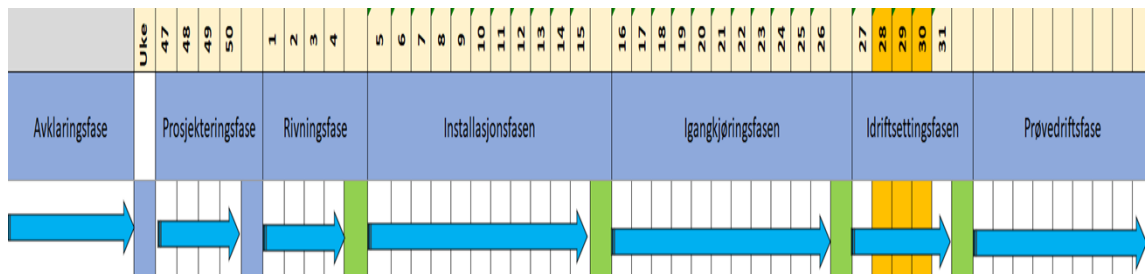 Uke 47 48 49 50 1 2 3 4 5 6 7 8 9 10 11 12 13 14 15 16 17 18 19 20 21 22 23 24 25 26 27 28 29 30 31
Avklaringsfase Prosjekteringsfase Rivningsfase Installasjonsfasen Igangkjøringsfasen Idriftsettingsfasen Prøvedriftsfase